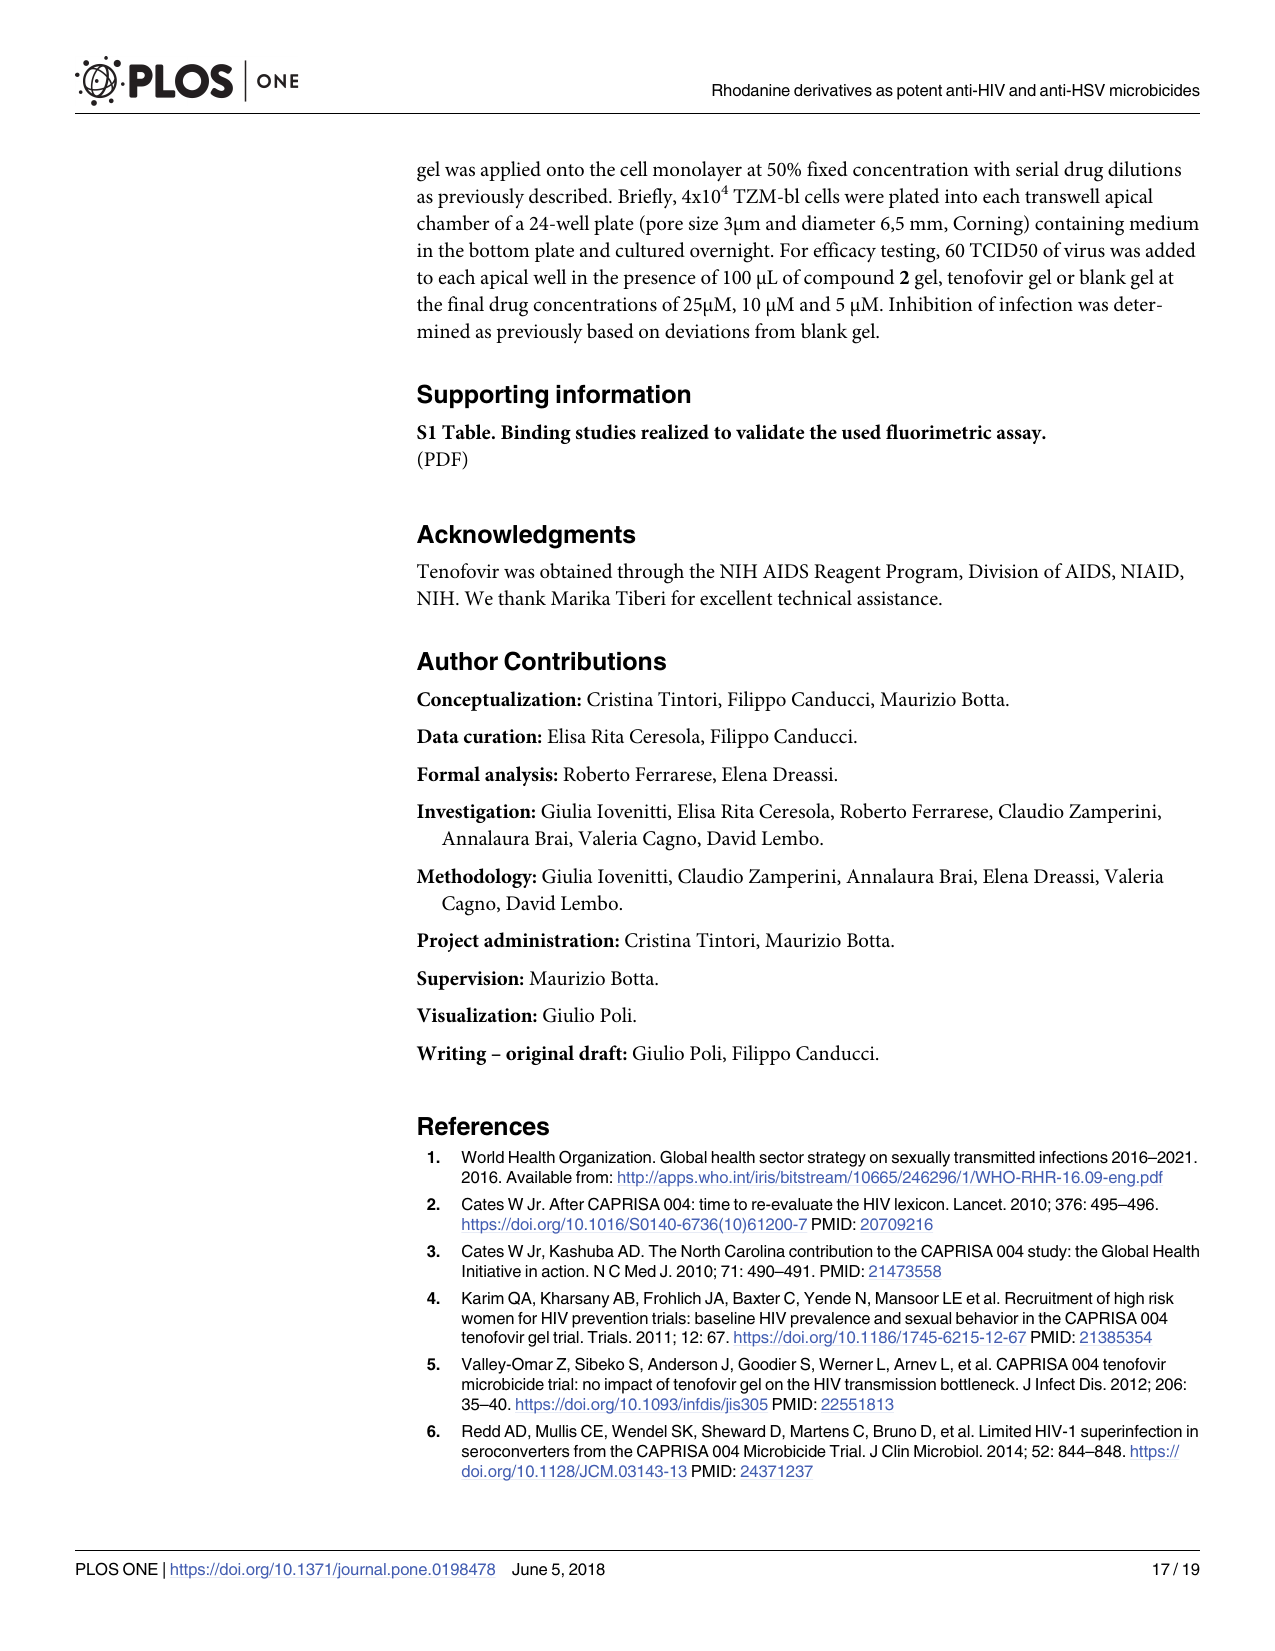 PLOS ONE
Rhodanine derivatives as potent anti-HIV and anti-HSV microbicides
gel was applied onto the cell monolayer at 50% fixed concentration with serial drug dilutions
as previously described. Briefly, 4x10⁴ TZM-bl cells were plated into each transwell apical
chamber of a 24-well plate (pore size 3μm and diameter 6,5 mm, Corning) containing medium
in the bottom plate and cultured overnight. For efficacy testing, 60 TCID50 of virus was added
to each apical well in the presence of 100 μL of compound 2 gel, tenofovir gel or blank gel at
the final drug concentrations of 25μM, 10 μM and 5 μM. Inhibition of infection was deter-
mined as previously based on deviations from blank gel.
Supporting information
S1 Table. Binding studies realized to validate the used fluorimetric assay.
(PDF)
Acknowledgments
Tenofovir was obtained through the NIH AIDS Reagent Program, Division of AIDS, NIAID,
NIH. We thank Marika Tiberi for excellent technical assistance.
Author Contributions
Conceptualization: Cristina Tintori, Filippo Canducci, Maurizio Botta.
Data curation: Elisa Rita Ceresola, Filippo Canducci.
Formal analysis: Roberto Ferrarese, Elena Dreassi.
Investigation: Giulia Iovenitti, Elisa Rita Ceresola, Roberto Ferrarese, Claudio Zamperini,
Annalaura Brai, Valeria Cagno, David Lembo.
Methodology: Giulia Iovenitti, Claudio Zamperini, Annalaura Brai, Elena Dreassi, Valeria
Cagno, David Lembo.
Project administration: Cristina Tintori, Maurizio Botta.
Supervision: Maurizio Botta.
Visualization: Giulio Poli.
Writing – original draft: Giulio Poli, Filippo Canducci.
References
1. World Health Organization. Global health sector strategy on sexually transmitted infections 2016–2021.
2016. Available from: http://apps.who.int/iris/bitstream/10665/246296/1/WHO-RHR-16.09-eng.pdf
2. Cates W Jr. After CAPRISA 004: time to re-evaluate the HIV lexicon. Lancet. 2010; 376: 495–496.
https://doi.org/10.1016/S0140-6736(10)61200-7 PMID: 20709216
3. Cates W Jr, Kashuba AD. The North Carolina contribution to the CAPRISA 004 study: the Global Health
Initiative in action. N C Med J. 2010; 71: 490–491. PMID: 21473558
4. Karim QA, Kharsany AB, Frohlich JA, Baxter C, Yende N, Mansoor LE et al. Recruitment of high risk
women for HIV prevention trials: baseline HIV prevalence and sexual behavior in the CAPRISA 004
tenofovir gel trial. Trials. 2011; 12: 67. https://doi.org/10.1186/1745-6215-12-67 PMID: 21385354
5. Valley-Omar Z, Sibeko S, Anderson J, Goodier S, Werner L, Arnev L, et al. CAPRISA 004 tenofovir
microbicide trial: no impact of tenofovir gel on the HIV transmission bottleneck. J Infect Dis. 2012; 206:
35–40. https://doi.org/10.1093/infdis/jis305 PMID: 22551813
6. Redd AD, Mullis CE, Wendel SK, Sheward D, Martens C, Bruno D, et al. Limited HIV-1 superinfection in
seroconverters from the CAPRISA 004 Microbicide Trial. J Clin Microbiol. 2014; 52: 844–848. https://
doi.org/10.1128/JCM.03143-13 PMID: 24371237
PLOS ONE | https://doi.org/10.1371/journal.pone.0198478 June 5, 2018
17 / 19